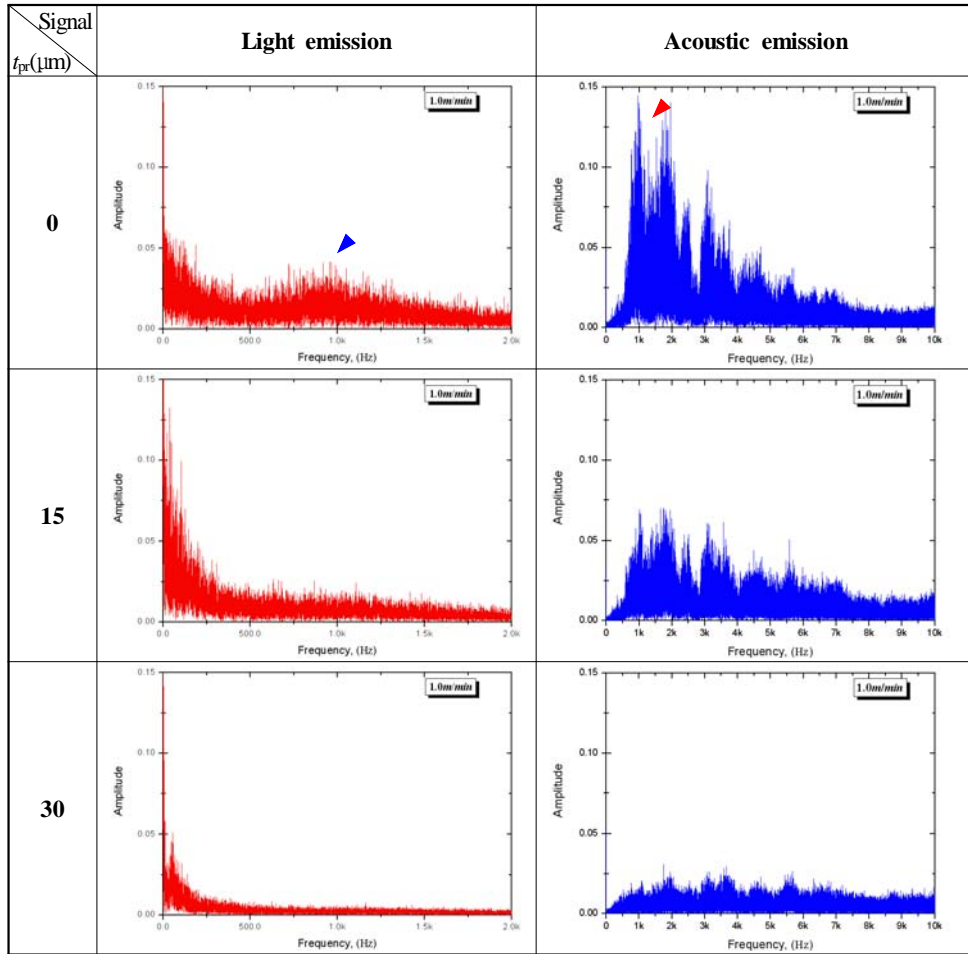 Signal
t_pr(µm)
Light emission
Acoustic emission
0
1.0m/min
Amplitude
0.15
0.10
0.05
0.00
0.0
500.0
1.0k
1.5k
2.0k
Frequency, (Hz)
1.0m/min
Amplitude
0.15
0.10
0.05
0.00
0 1k 2k 3k 4k 5k 6k 7k 8k 9k 10k
Frequency, (Hz)
15
1.0m/min
Amplitude
0.15
0.10
0.05
0.00
0.0
500.0
1.0k
1.5k
2.0k
Frequency, (Hz)
1.0m/min
Amplitude
0.15
0.10
0.05
0.00
0 1k 2k 3k 4k 5k 6k 7k 8k 9k 10k
Frequency, (Hz)
30
1.0m/min
Amplitude
0.15
0.10
0.05
0.00
0.0
500.0
1.0k
1.5k
2.0k
Frequency, (Hz)
1.0m/min
Amplitude
0.15
0.10
0.05
0.00
0 1k 2k 3k 4k 5k 6k 7k 8k 9k 10k
Frequency, (Hz)